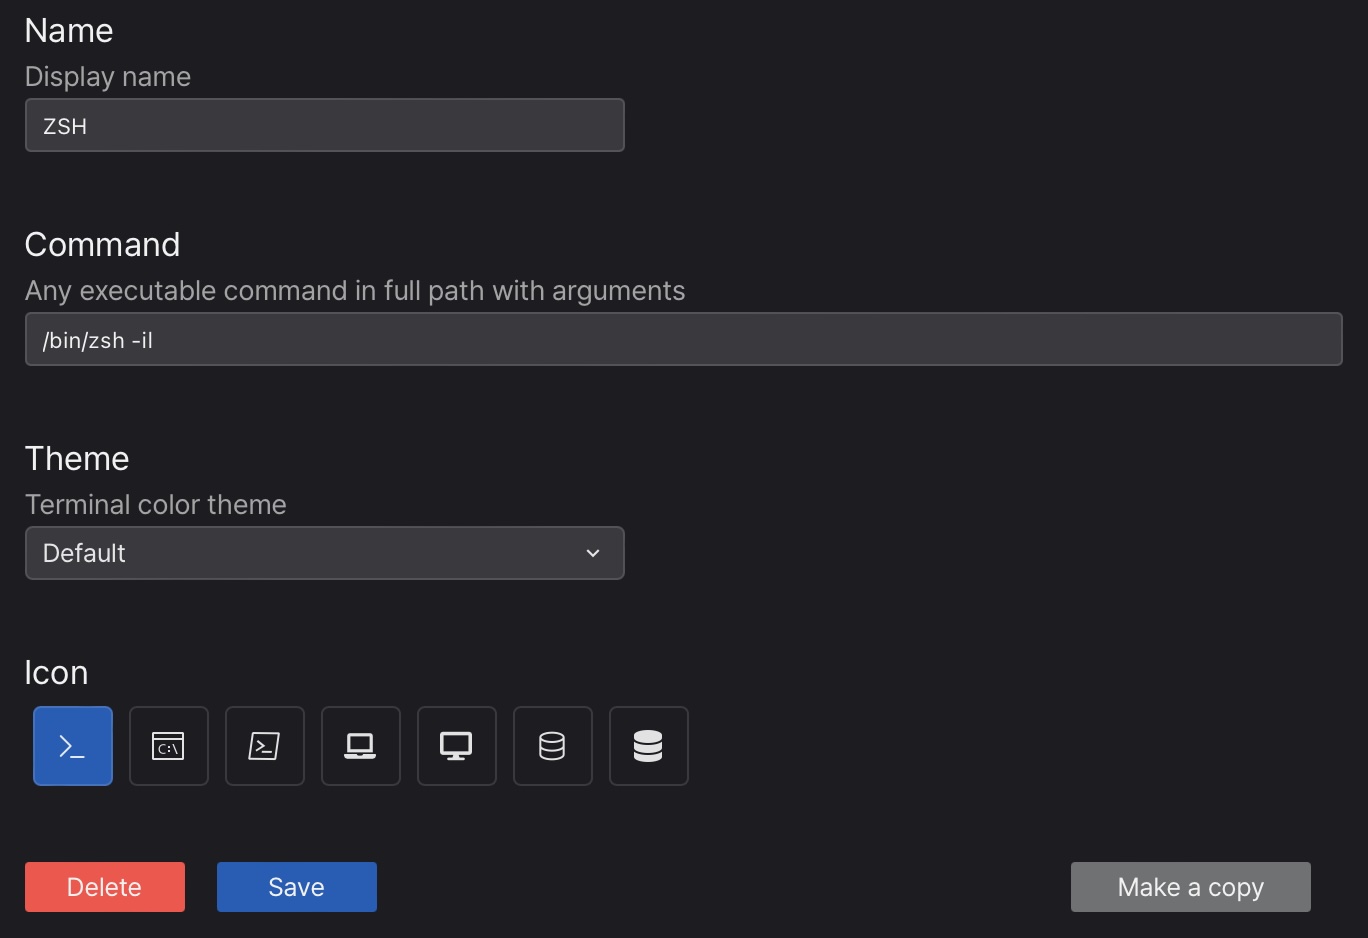 Name
Display name
ZSH
Command
Any executable command in full path with arguments
/bin/zsh -il
Theme
Terminal color theme
Default
Icon
>_ C:\ >_
Delete Save Make a copy